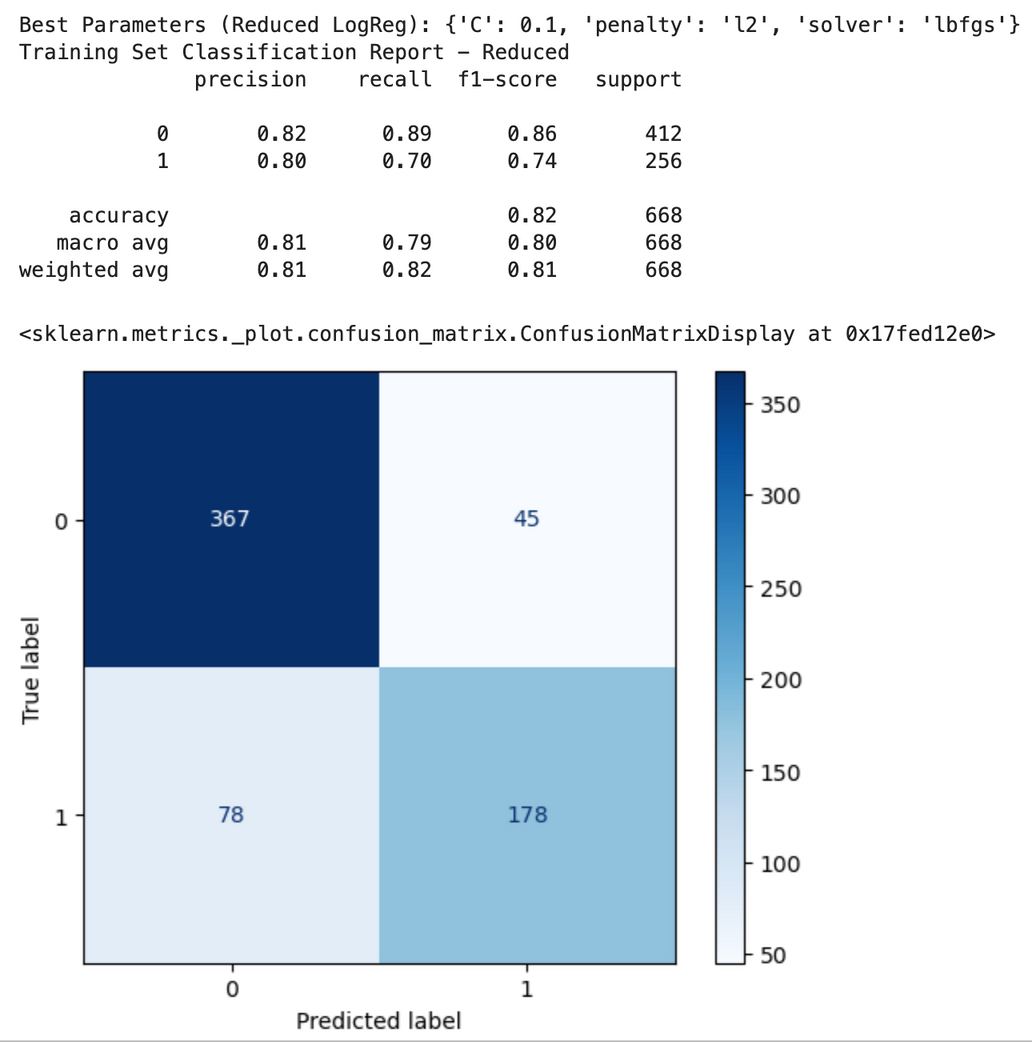 Best Parameters (Reduced LogReg): {'C': 0.1, 'penalty': 'l2', 'solver': 'lbfgs'}
Training Set Classification Report – Reduced
precision recall f1-score support
0 0.82 0.89 0.86 412
1 0.80 0.70 0.74 256
accuracy 0.82 668
macro avg 0.81 0.79 0.80 668
weighted avg 0.81 0.82 0.81 668
<sklearn.metrics._plot.confusion_matrix.ConfusionMatrixDisplay at 0x17fed12e0>
350
300
250
200
150
100
50
True label
0
367 45
1
78 178
0 1
Predicted label